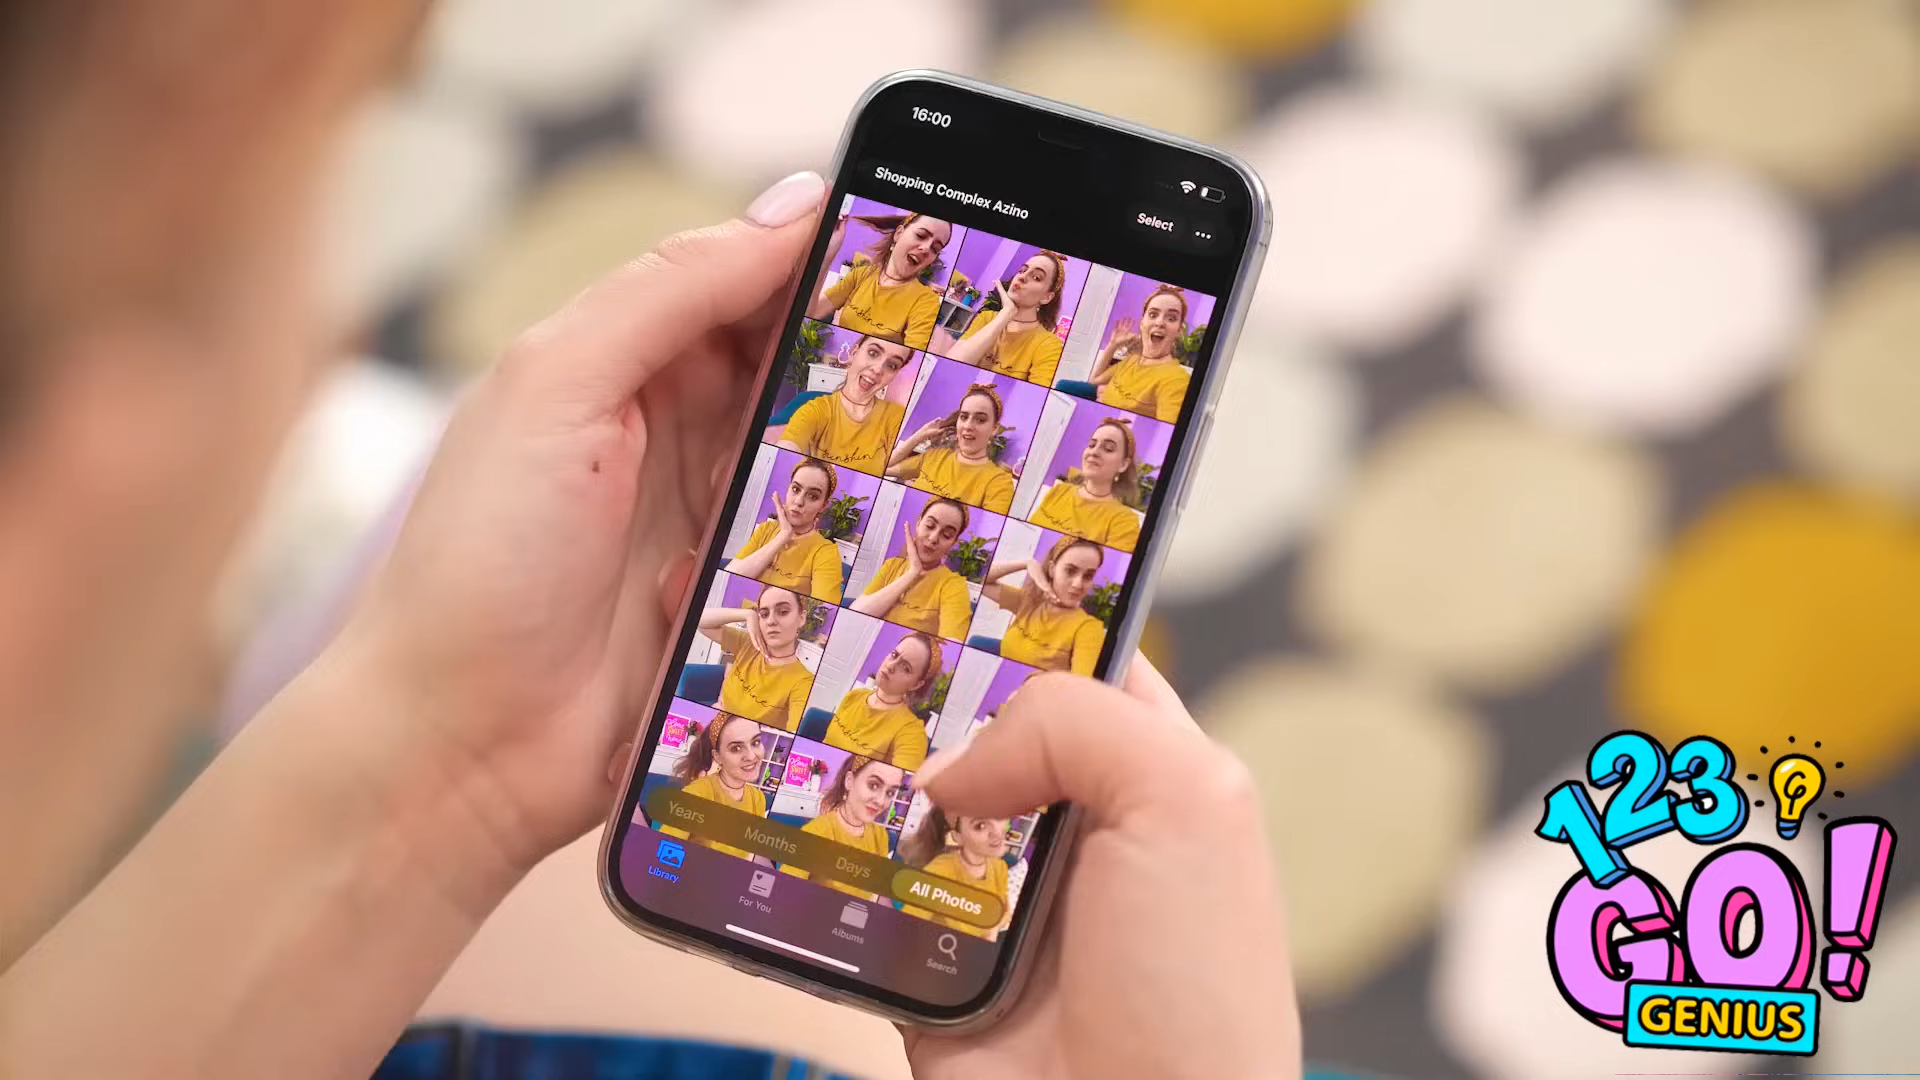 16:00
Shopping Complex Azino
Select
Years
Months
Days
All Photos
Library
For You
Albums
Search
123
GO!
GENIUS